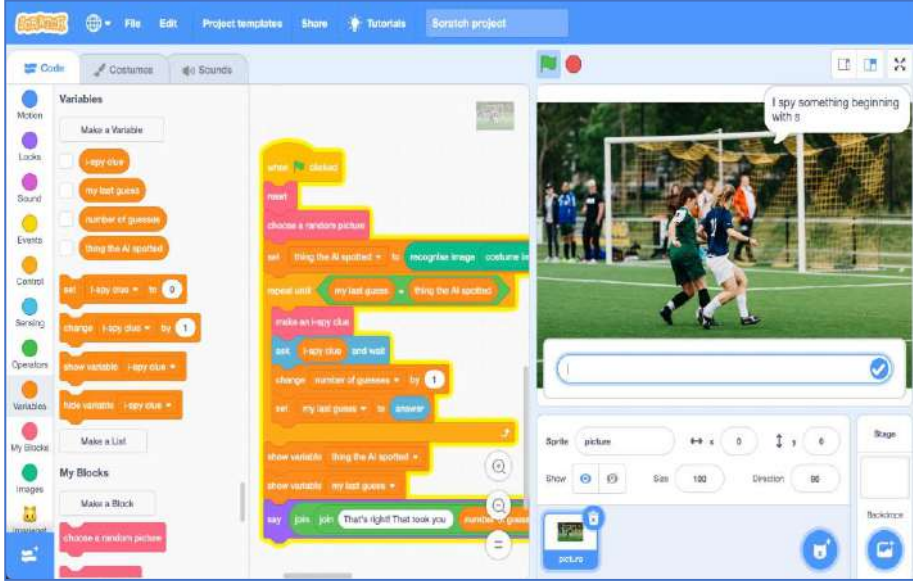 SCRATCH
File Edit Project templates Share Tutorials Scratch project
Code Costumes Sounds
Motion
Looks
Sound
Events
Control
Sensing
Operators
Variables
My Blocks
Images
Variables
Make a Variable
i-spy clue
my last guess
number of guesses
thing the AI spotted
set i-spy clue to 0
change i-spy clue by 1
show variable i-spy clue
hide variable i-spy clue
Make a List
My Blocks
Make a Block
choose a random picture
when clicked
reset
choose a random picture
set thing the AI spotted to recognise image costume
repeat until my last guess = thing the AI spotted
make an i-spy clue
ask i-spy clue and wait
change number of guesses by 1
set my last guess to answer
show variable thing the AI spotted
show variable my last guess
say join join That's right! That took you number of
I spy something beginning
with s
Sprite picture x 0 y 0
Show Size 100 Direction 90
picture
Stage
Backdrops